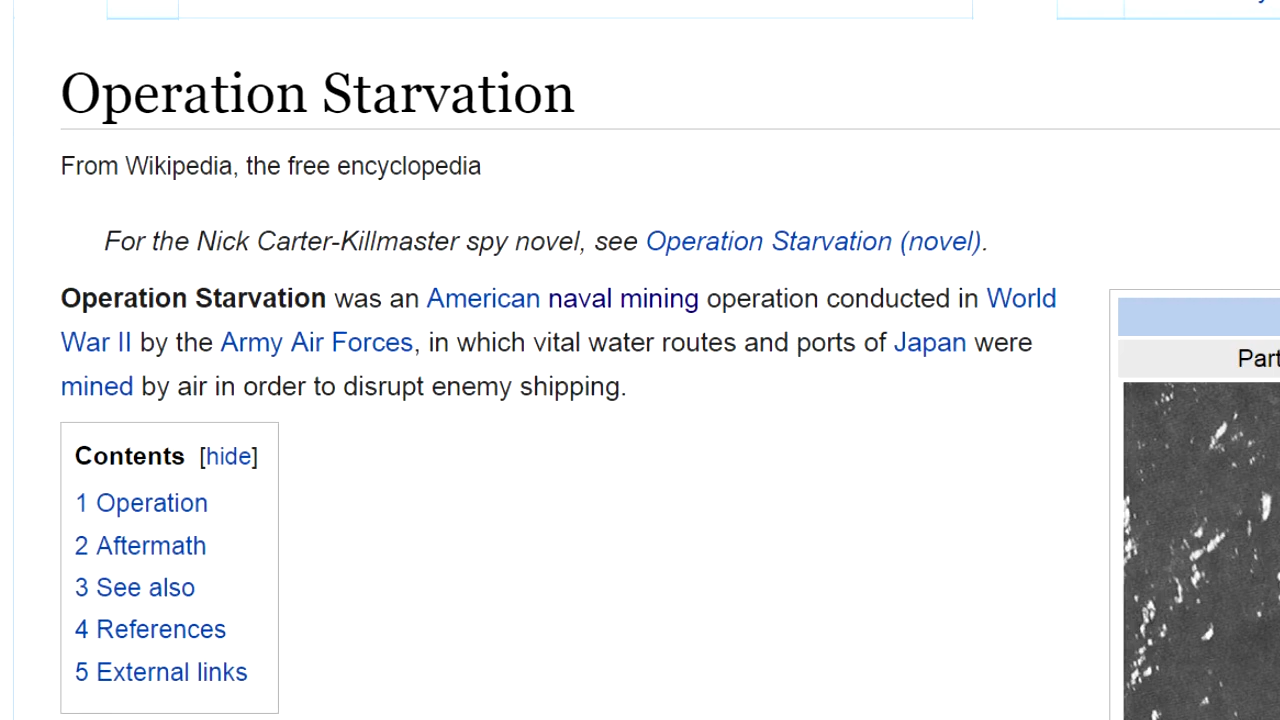 Operation Starvation
From Wikipedia, the free encyclopedia
For the Nick Carter-Killmaster spy novel, see Operation Starvation (novel).
Operation Starvation was an American naval mining operation conducted in World
War II by the Army Air Forces, in which vital water routes and ports of Japan were
mined by air in order to disrupt enemy shipping.
Part
Contents [hide]
1 Operation
2 Aftermath
3 See also
4 References
5 External links